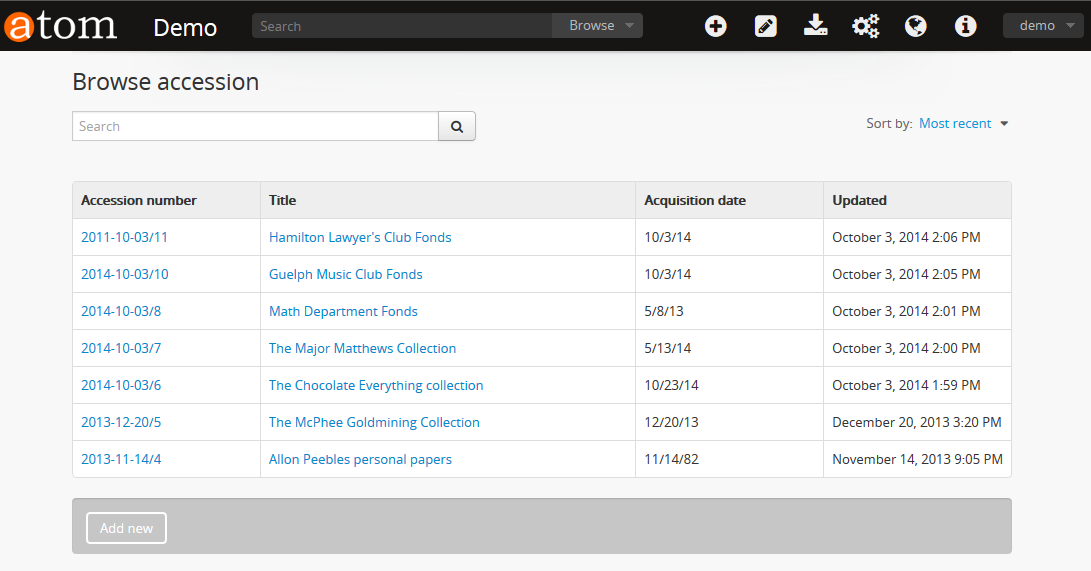 atom Demo Search Browse demo
Browse accession
Search
Sort by: Most recent
Accession number Title Acquisition date Updated
2011-10-03/11 Hamilton Lawyer's Club Fonds 10/3/14 October 3, 2014 2:06 PM
2014-10-03/10 Guelph Music Club Fonds 10/3/14 October 3, 2014 2:05 PM
2014-10-03/8 Math Department Fonds 5/8/13 October 3, 2014 2:01 PM
2014-10-03/7 The Major Matthews Collection 5/13/14 October 3, 2014 2:00 PM
2014-10-03/6 The Chocolate Everything collection 10/23/14 October 3, 2014 1:59 PM
2013-12-20/5 The McPhee Goldmining Collection 12/20/13 December 20, 2013 3:20 PM
2013-11-14/4 Allon Peebles personal papers 11/14/82 November 14, 2013 9:05 PM
Add new